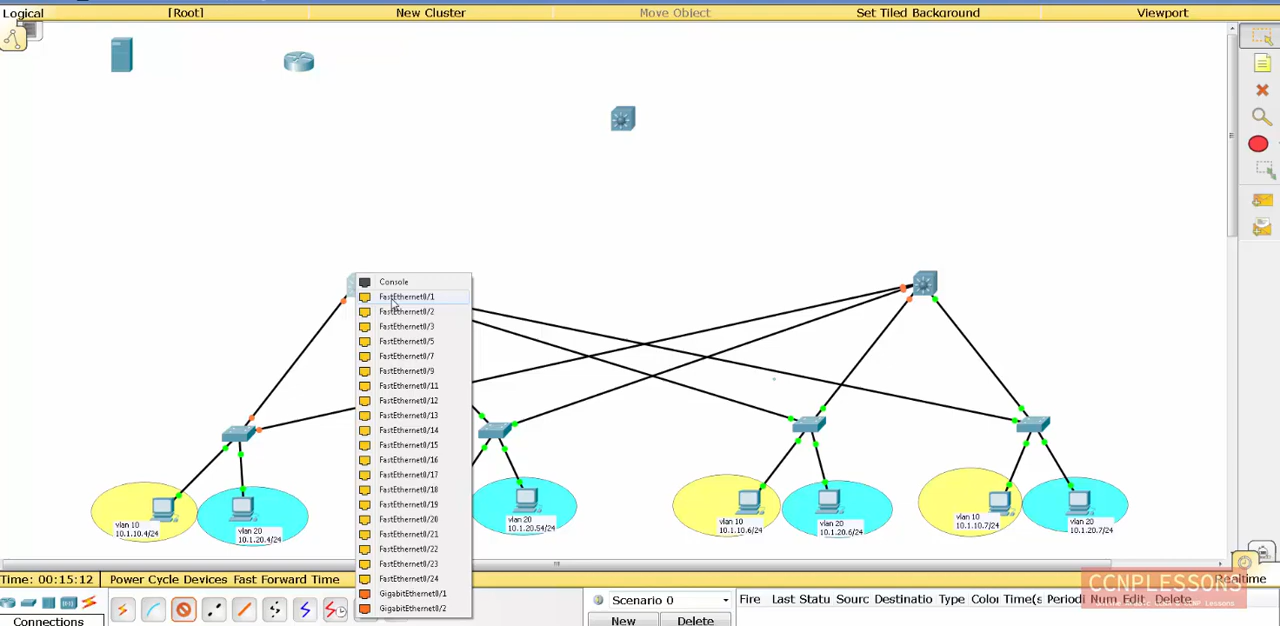 Logical [Root] New Cluster Move Object Set Tiled Background Viewport
Console
FastEthernet0/1
FastEthernet0/2
FastEthernet0/3
FastEthernet0/5
FastEthernet0/7
FastEthernet0/9
FastEthernet0/11
FastEthernet0/12
FastEthernet0/13
FastEthernet0/14
FastEthernet0/15
FastEthernet0/16
FastEthernet0/17
FastEthernet0/18
FastEthernet0/19
FastEthernet0/20
FastEthernet0/21
FastEthernet0/22
FastEthernet0/23
FastEthernet0/24
GigabitEthernet0/1
GigabitEthernet0/2
vlan 10
10.1.10.4/24
vlan 20
10.1.20.4/24
vlan 20
10.1.20.54/24
vlan 10
10.1.10.6/24
vlan 20
10.1.20.6/24
vlan 10
10.1.10.7/24
vlan 20
10.1.20.7/24
Time: 00:15:12 Power Cycle Devices Fast Forward Time
Realtime
CCNPLESSONS
Lessons
Scenario 0
Fire Last Statu Sourc Destinatio Type Color Time(s Periodi Num Edit Delete
New Delete
Connections